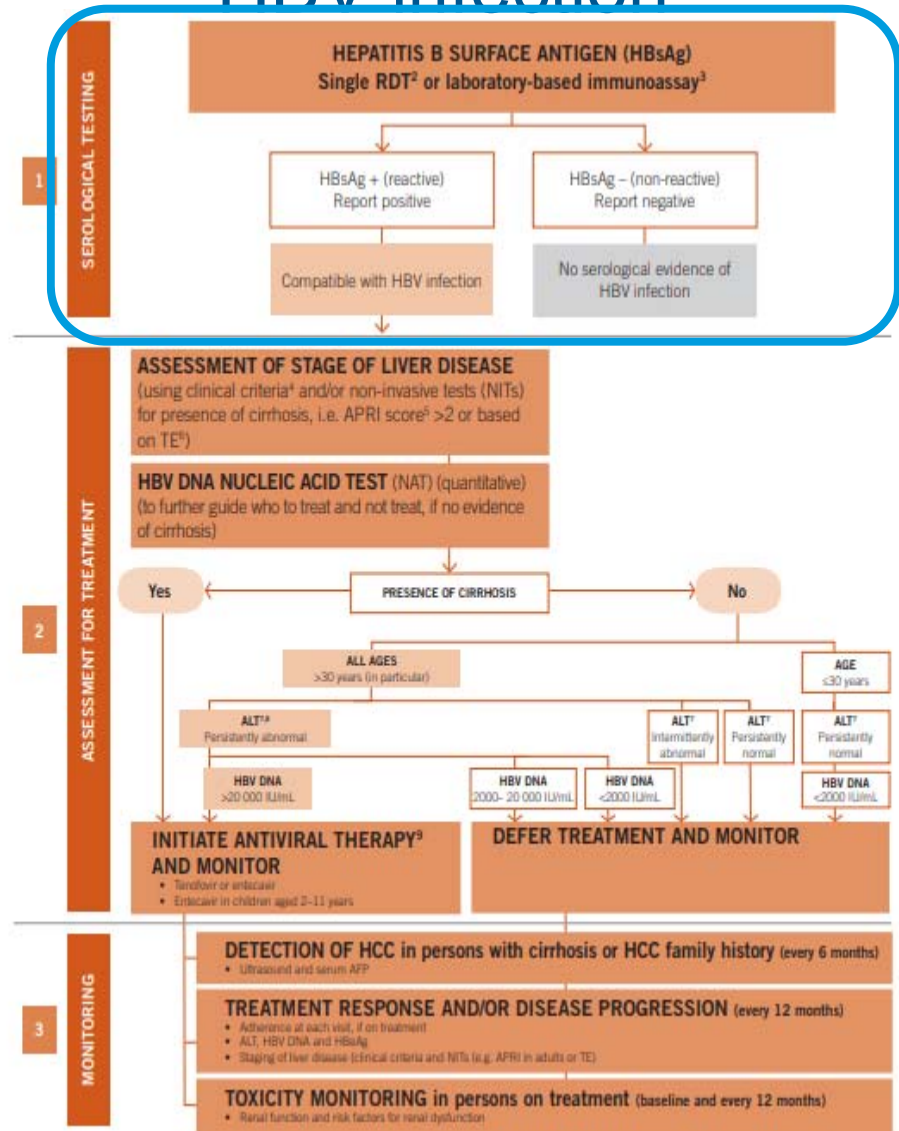 HBV infection
HEPATITIS B SURFACE ANTIGEN (HBsAg)
Single RDT² or laboratory-based immunoassay³
1
SEROLOGICAL TESTING
HBsAg + (reactive)
Report positive
HBsAg – (non-reactive)
Report negative
Compatible with HBV infection
No serological evidence of
HBV infection
2
ASSESSMENT FOR TREATMENT
ASSESSMENT OF STAGE OF LIVER DISEASE
(using clinical criteria⁴ and/or non-invasive tests (NITs)
for presence of cirrhosis, i.e. APRI score⁵ >2 or based
on TE⁶)
HBV DNA NUCLEIC ACID TEST (NAT) (quantitative)
(to further guide who to treat and not treat, if no evidence
of cirrhosis)
Yes
PRESENCE OF CIRRHOSIS
No
ALL AGES
>30 years (in particular)
AGE
≤30 years
ALT⁷,⁸
Persistently abnormal
ALT⁷
Intermittently
abnormal
ALT⁷
Persistently
normal
ALT⁷
Persistently
normal
HBV DNA
>20 000 IU/mL
HBV DNA
2000– 20 000 IU/mL
HBV DNA
<2000 IU/mL
HBV DNA
<2000 IU/mL
INITIATE ANTIVIRAL THERAPY⁹
AND MONITOR
• Tenofovir or entecavir
• Entecavir in children aged 2–11 years
DEFER TREATMENT AND MONITOR
3
MONITORING
DETECTION OF HCC in persons with cirrhosis or HCC family history (every 6 months)
• Ultrasound and serum AFP
TREATMENT RESPONSE AND/OR DISEASE PROGRESSION (every 12 months)
• Adherence at each visit, if on treatment
• ALT, HBV DNA and HBeAg
• Staging of liver disease (clinical criteria and NITs (e.g. APRI in adults or TE)
TOXICITY MONITORING in persons on treatment (baseline and every 12 months)
• Renal function and risk factors for renal dysfunction